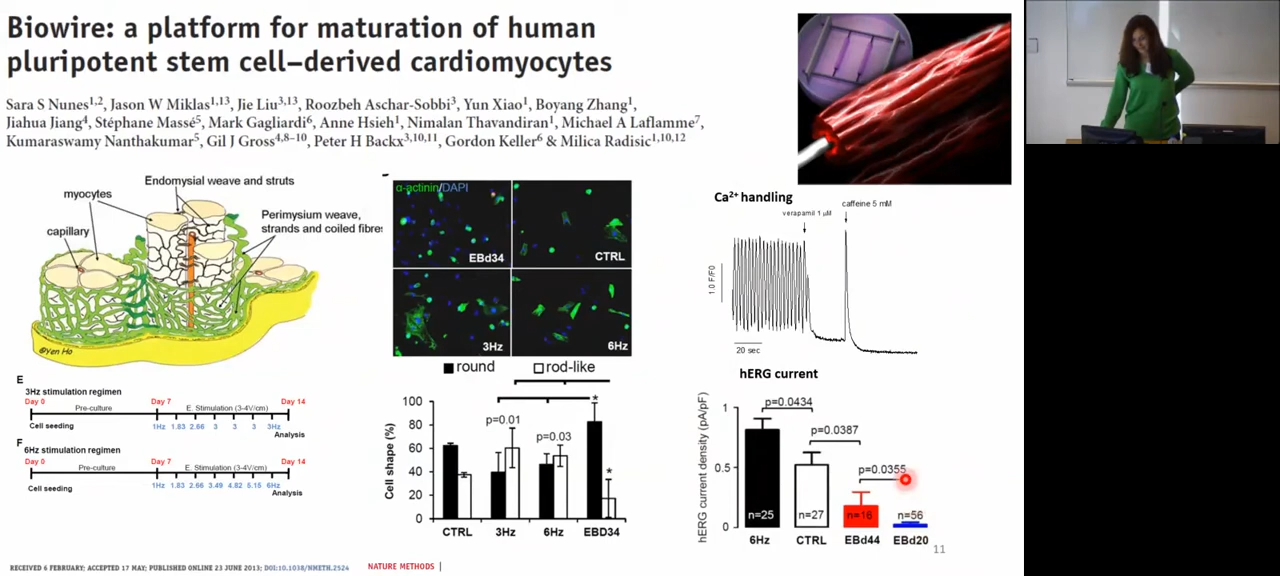 Biowire: a platform for maturation of human
pluripotent stem cell–derived cardiomyocytes
Sara S Nunes1,2, Jason W Miklas1,13, Jie Liu3,13, Roozbeh Aschar-Sobbi3, Yun Xiao1, Boyang Zhang1,
Jiahua Jiang4, Stéphane Massé5, Mark Gagliardi6, Anne Hsieh1, Nimalan Thavandiran1, Michael A Laflamme7,
Kumaraswamy Nanthakumar5, Gil J Gross4,8–10, Peter H Backx3,10,11, Gordon Keller6 & Milica Radisic1,10,12
Endomysial weave and struts
myocytes
capillary
Perimysium weave,
strands and coiled fibres
©Yen Ho
E
3Hz stimulation regimen
Day 0 Day 7 Day 14
Pre-culture E. Stimulation (3-4V/cm)
Cell seeding 1Hz 1.83 2.66 3 3 3 3Hz
Analysis
F
6Hz stimulation regimen
Day 0 Day 7 Day 14
Pre-culture E. Stimulation (3-4V/cm)
Cell seeding 1Hz 1.83 2.66 3.49 4.82 5.15 6Hz
Analysis
α-actinin/DAPI
EBd34
CTRL
3Hz
6Hz
round rod-like
Cell shape (%)
100
80
60
40
20
0
p=0.01
p=0.03
*
*
CTRL 3Hz 6Hz EBD34
Ca2+ handling
verapamil 1 µM
caffeine 5 mM
1.0 F/F0
20 sec
hERG current
hERG current density (pA/pF)
1
0.5
0
p=0.0434
p=0.0387
p=0.0355
n=25 n=27 n=16 n=56
6Hz CTRL EBd44 EBd20
11
RECEIVED 6 FEBRUARY; ACCEPTED 17 MAY; PUBLISHED ONLINE 23 JUNE 2013; DOI:10.1038/NMETH.2524
NATURE METHODS |